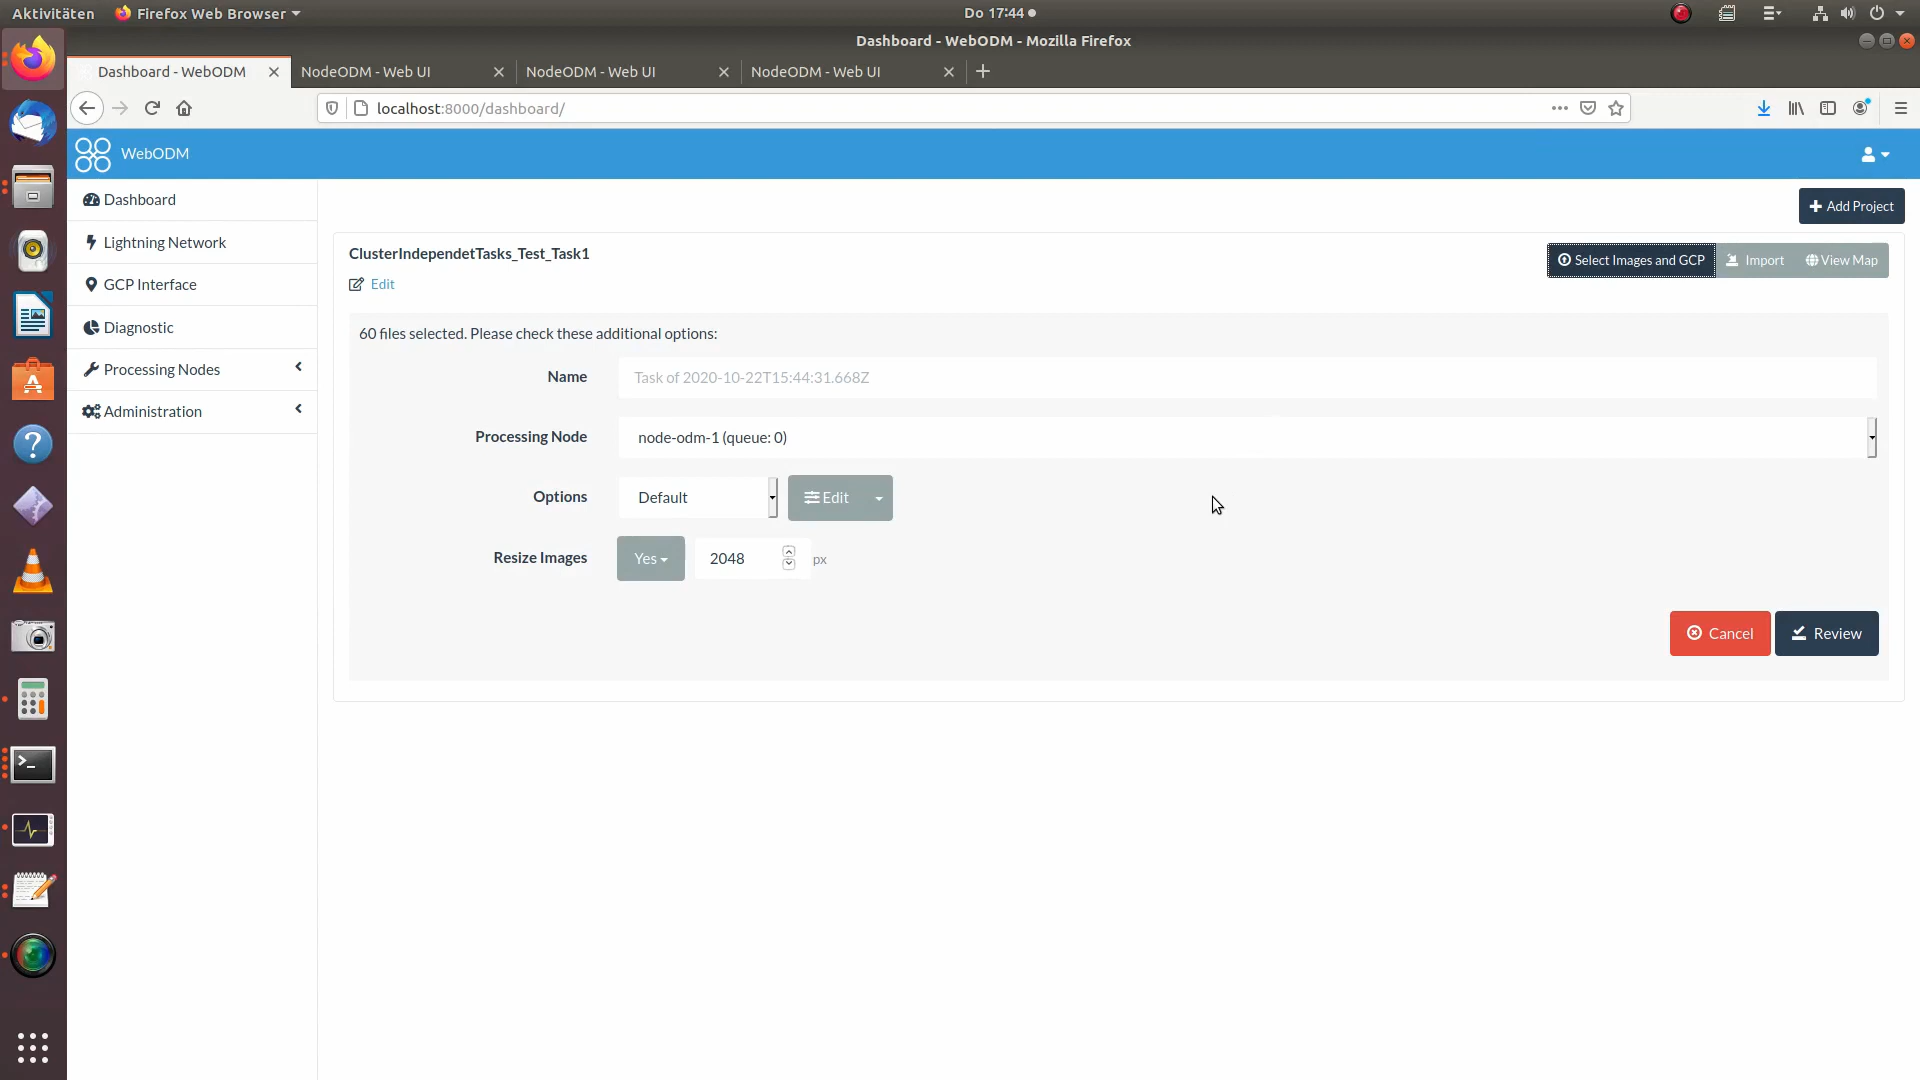 Aktivitäten Firefox Web Browser Do 17:44
Dashboard - WebODM - Mozilla Firefox
Dashboard - WebODM NodeODM - Web UI NodeODM - Web UI NodeODM - Web UI
localhost:8000/dashboard/
WebODM
Dashboard
Lightning Network
GCP Interface
Diagnostic
Processing Nodes
Administration
Add Project
ClusterIndependetTasks_Test_Task1
Select Images and GCP Import View Map
Edit
60 files selected. Please check these additional options:
Name Task of 2020-10-22T15:44:31.668Z
Processing Node node-odm-1 (queue: 0)
Options Default Edit
Resize Images Yes 2048 px
Cancel Review